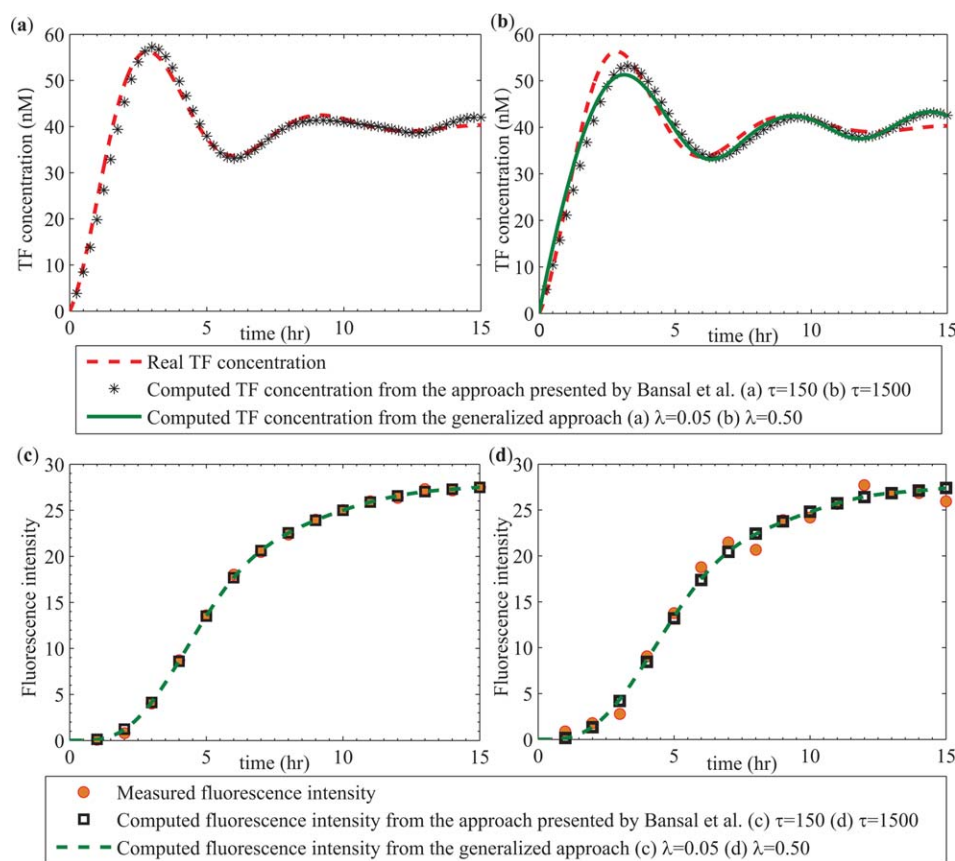 (a)
(b)
60
50
40
30
20
10
0
TF concentration (nM)
0
5
10
15
time (hr)
60
50
40
30
20
10
0
TF concentration (nM)
0
5
10
15
time (hr)
Real TF concentration
Computed TF concentration from the approach presented by Bansal et al. (a) τ=150 (b) τ=1500
Computed TF concentration from the generalized approach (a) λ=0.05 (b) λ=0.50
(c)
(d)
30
25
20
15
10
5
0
Fluorescence intensity
0
5
10
15
time (hr)
30
25
20
15
10
5
0
Fluorescence intensity
0
5
10
15
time (hr)
Measured fluorescence intensity
Computed fluorescence intensity from the approach presented by Bansal et al. (c) τ=150 (d) τ=1500
Computed fluorescence intensity from the generalized approach (c) λ=0.05 (d) λ=0.50